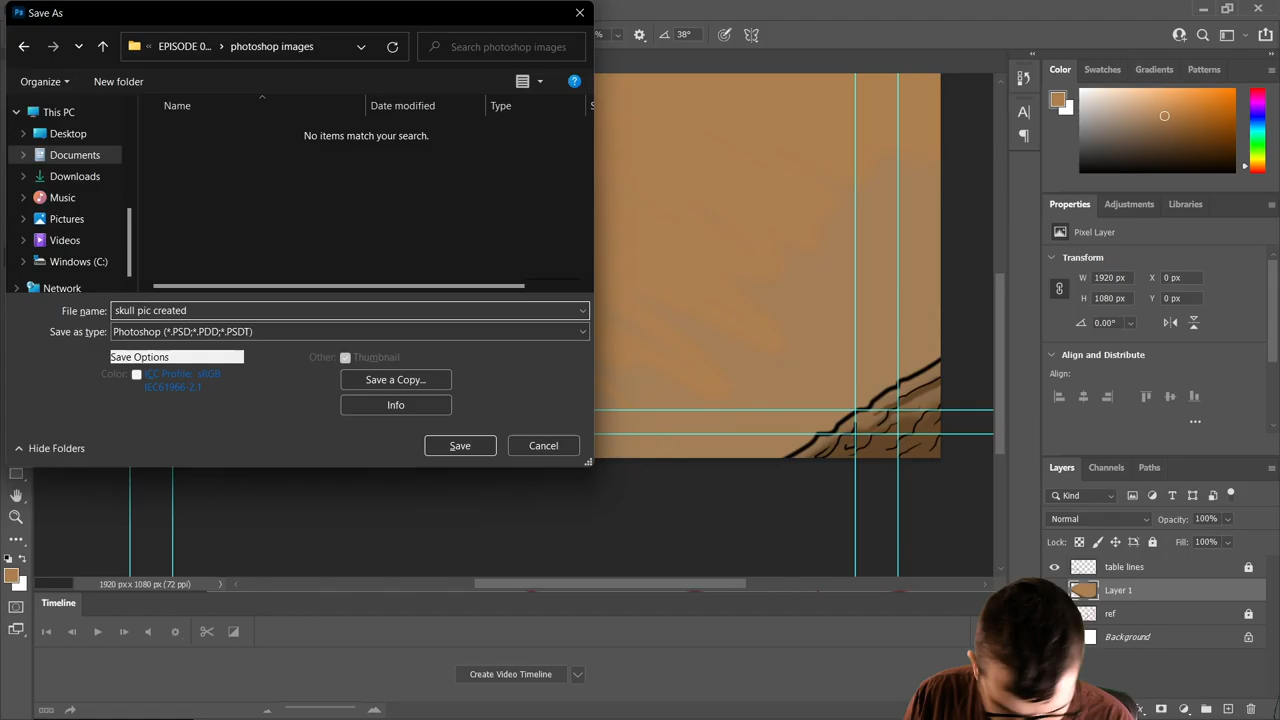 Save As
%
38°
« EPISODE 0...
photoshop images
Search photoshop images
Organize
New folder
Name
Date modified
Type
S
This PC
Desktop
Documents
Downloads
Music
Pictures
Videos
Windows (C:)
Network
No items match your search.
File name:
skull pic created
Save as type:
Photoshop (*.PSD;*.PDD;*.PSDT)
Save Options
Color:
ICC Profile: sRGB
IEC61966-2.1
Other:
Thumbnail
Save a Copy...
Info
Hide Folders
Save
Cancel
1920 px x 1080 px (72 ppi)
Timeline
Create Video Timeline
Color
Swatches
Gradients
Patterns
Properties
Adjustments
Libraries
Pixel Layer
Transform
W
1920 px
X
0 px
H
1080 px
Y
0 px
0.00°
Align and Distribute
Align:
Layers
Channels
Paths
Kind
Normal
Opacity:
100%
Lock:
Fill:
100%
table lines
Layer 1
ref
Background